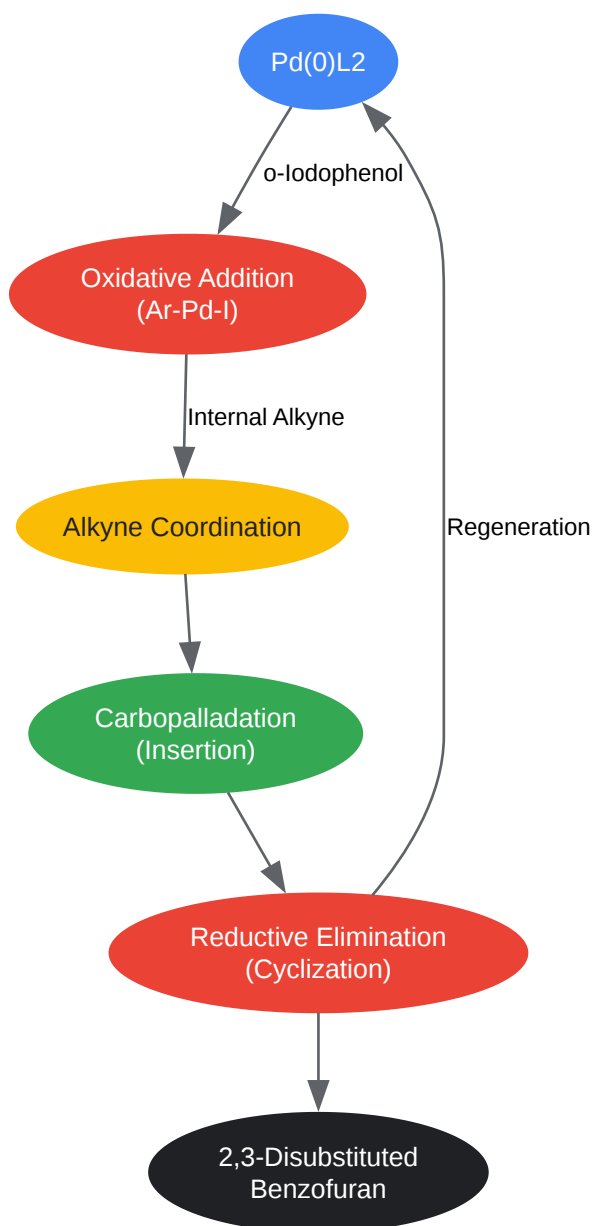 Pd(0)L2
o-Iodophenol
Oxidative Addition
(Ar-Pd-I)
Internal Alkyne
Alkyne Coordination
Regeneration
Carbopalladation
(Insertion)
Reductive Elimination
(Cyclization)
2,3-Disubstituted
Benzofuran